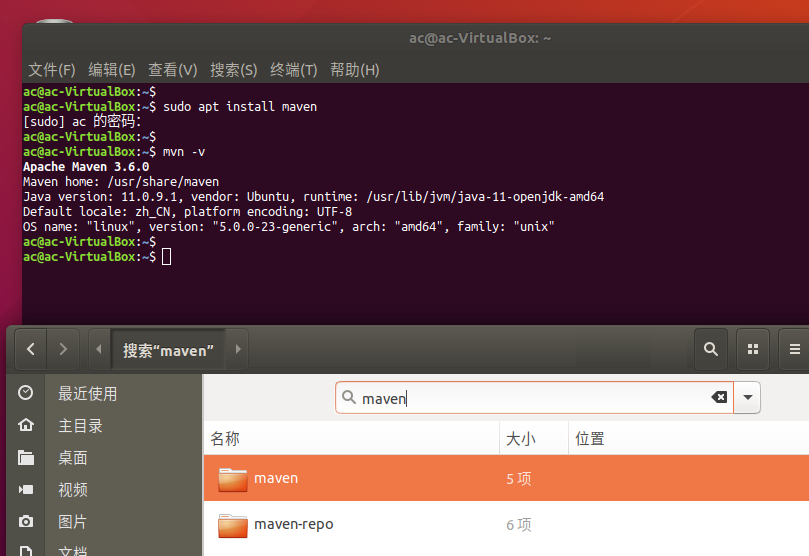 ac@ac-VirtualBox: ~
文件(F) 编辑(E) 查看(V) 搜索(S) 终端(T) 帮助(H)
ac@ac-VirtualBox:~$
ac@ac-VirtualBox:~$ sudo apt install maven
[sudo] ac 的密码：
ac@ac-VirtualBox:~$
ac@ac-VirtualBox:~$ mvn -v
Apache Maven 3.6.0
Maven home: /usr/share/maven
Java version: 11.0.9.1, vendor: Ubuntu, runtime: /usr/lib/jvm/java-11-openjdk-amd64
Default locale: zh_CN, platform encoding: UTF-8
OS name: "linux", version: "5.0.0-23-generic", arch: "amd64", family: "unix"
ac@ac-VirtualBox:~$
ac@ac-VirtualBox:~$
搜索“maven”
最近使用
maven
主目录
名称 大小 位置
桌面
maven 5 项
视频
图片
maven-repo 6 项
文档